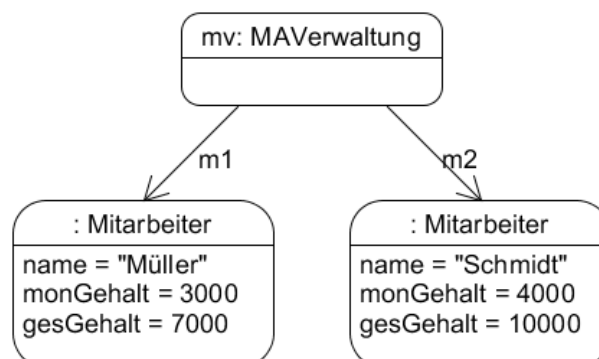 mv: MAVerwaltung
m1
m2
: Mitarbeiter
name = "Müller"
monGehalt = 3000
gesGehalt = 7000
: Mitarbeiter
name = "Schmidt"
monGehalt = 4000
gesGehalt = 10000